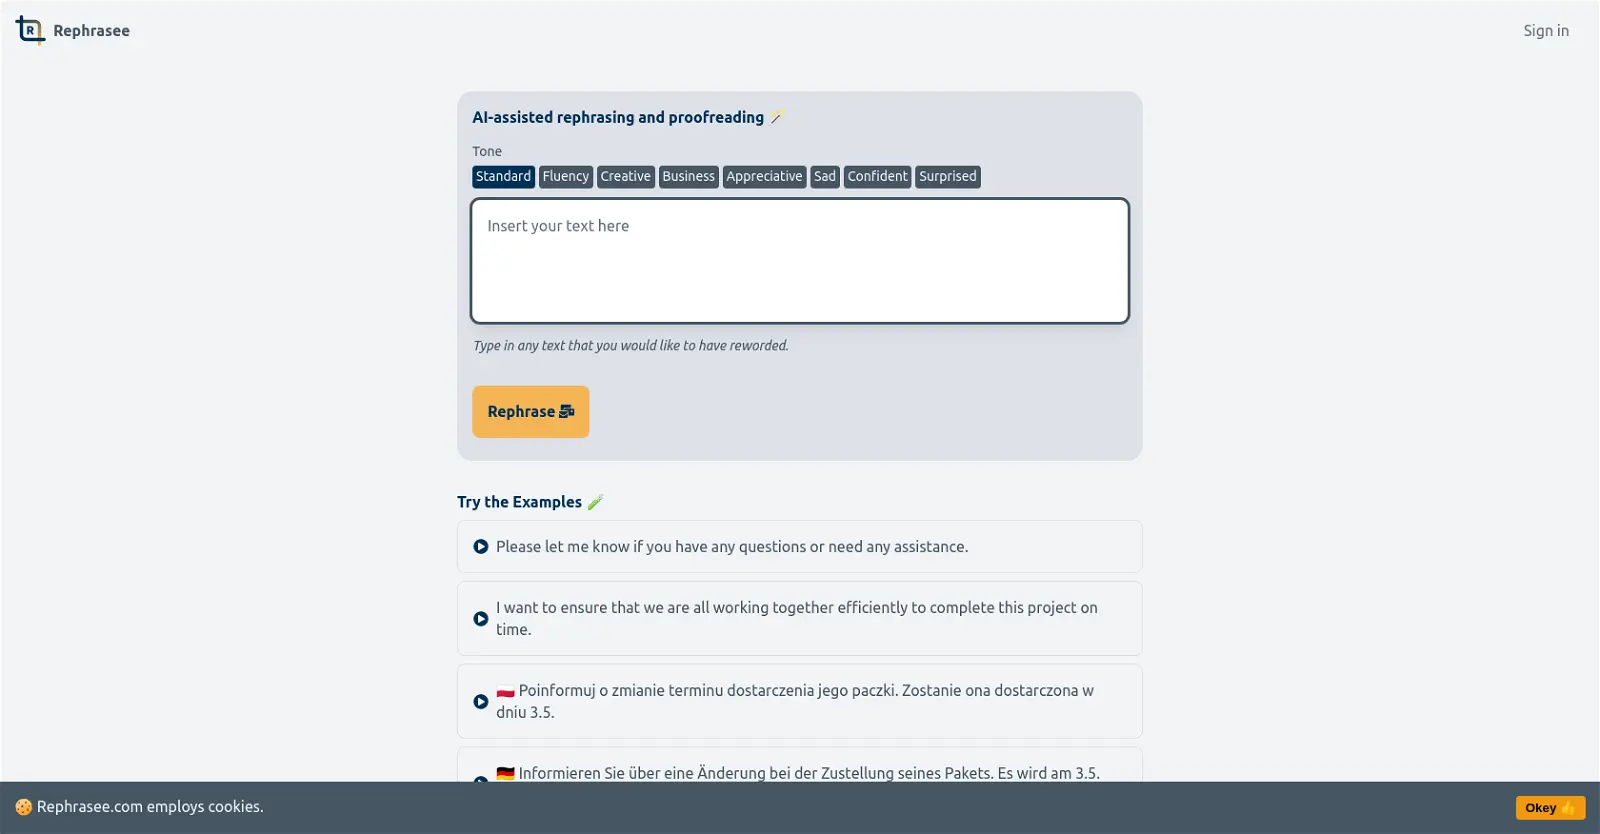 Rephrasee
Sign in
AI-assisted rephrasing and proofreading
Tone
Standard Fluency Creative Business Appreciative Sad Confident Surprised
Insert your text here
Type in any text that you would like to have reworded.
Rephrase
Try the Examples
Please let me know if you have any questions or need any assistance.
I want to ensure that we are all working together efficiently to complete this project on
time.
Poinformuj o zmianie terminu dostarczenia jego paczki. Zostanie ona dostarczona w
dniu 3.5.
Informieren Sie über eine Änderung bei der Zustellung seines Pakets. Es wird am 3.5.
Rephrasee.com employs cookies.
Okey